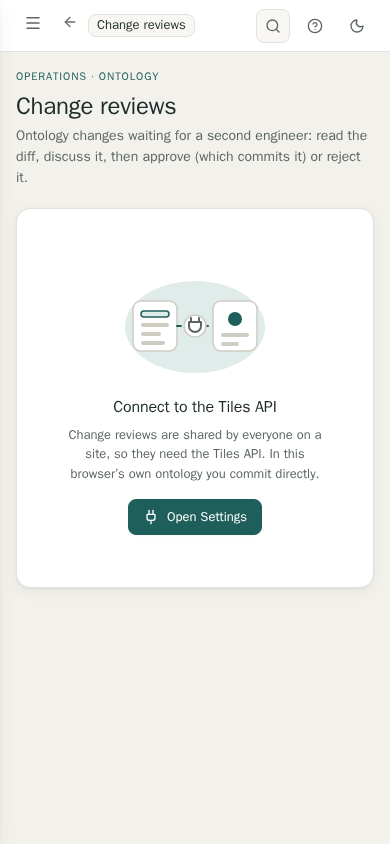 Change reviews
OPERATIONS · ONTOLOGY
Change reviews
Ontology changes waiting for a second engineer: read the
diff, discuss it, then approve (which commits it) or reject
it.
Connect to the Tiles API
Change reviews are shared by everyone on a
site, so they need the Tiles API. In this
browser's own ontology you commit directly.
Open Settings